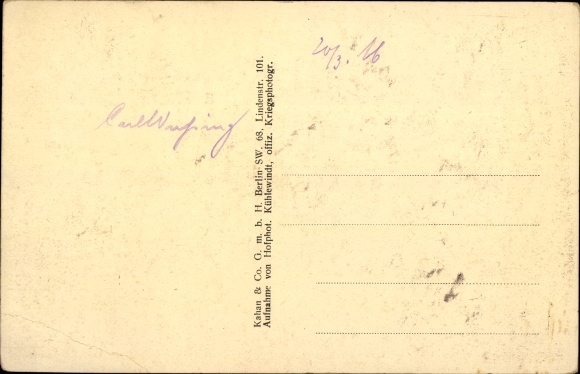 20/3. 16
Kahan & Co. G. m. b. H. Berlin SW. 68, Lindenstr. 101.
Aufnahme von Hofphot. Kühlewindt, offiz. Kriegsphotogr.